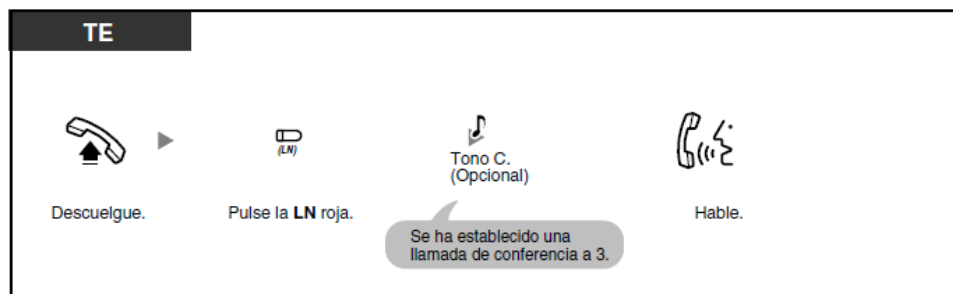 TE
(LN)
Tono C.
(Opcional)
Descuelgue.
Pulse la LN roja.
Hable.
Se ha establecido una
llamada de conferencia a 3.